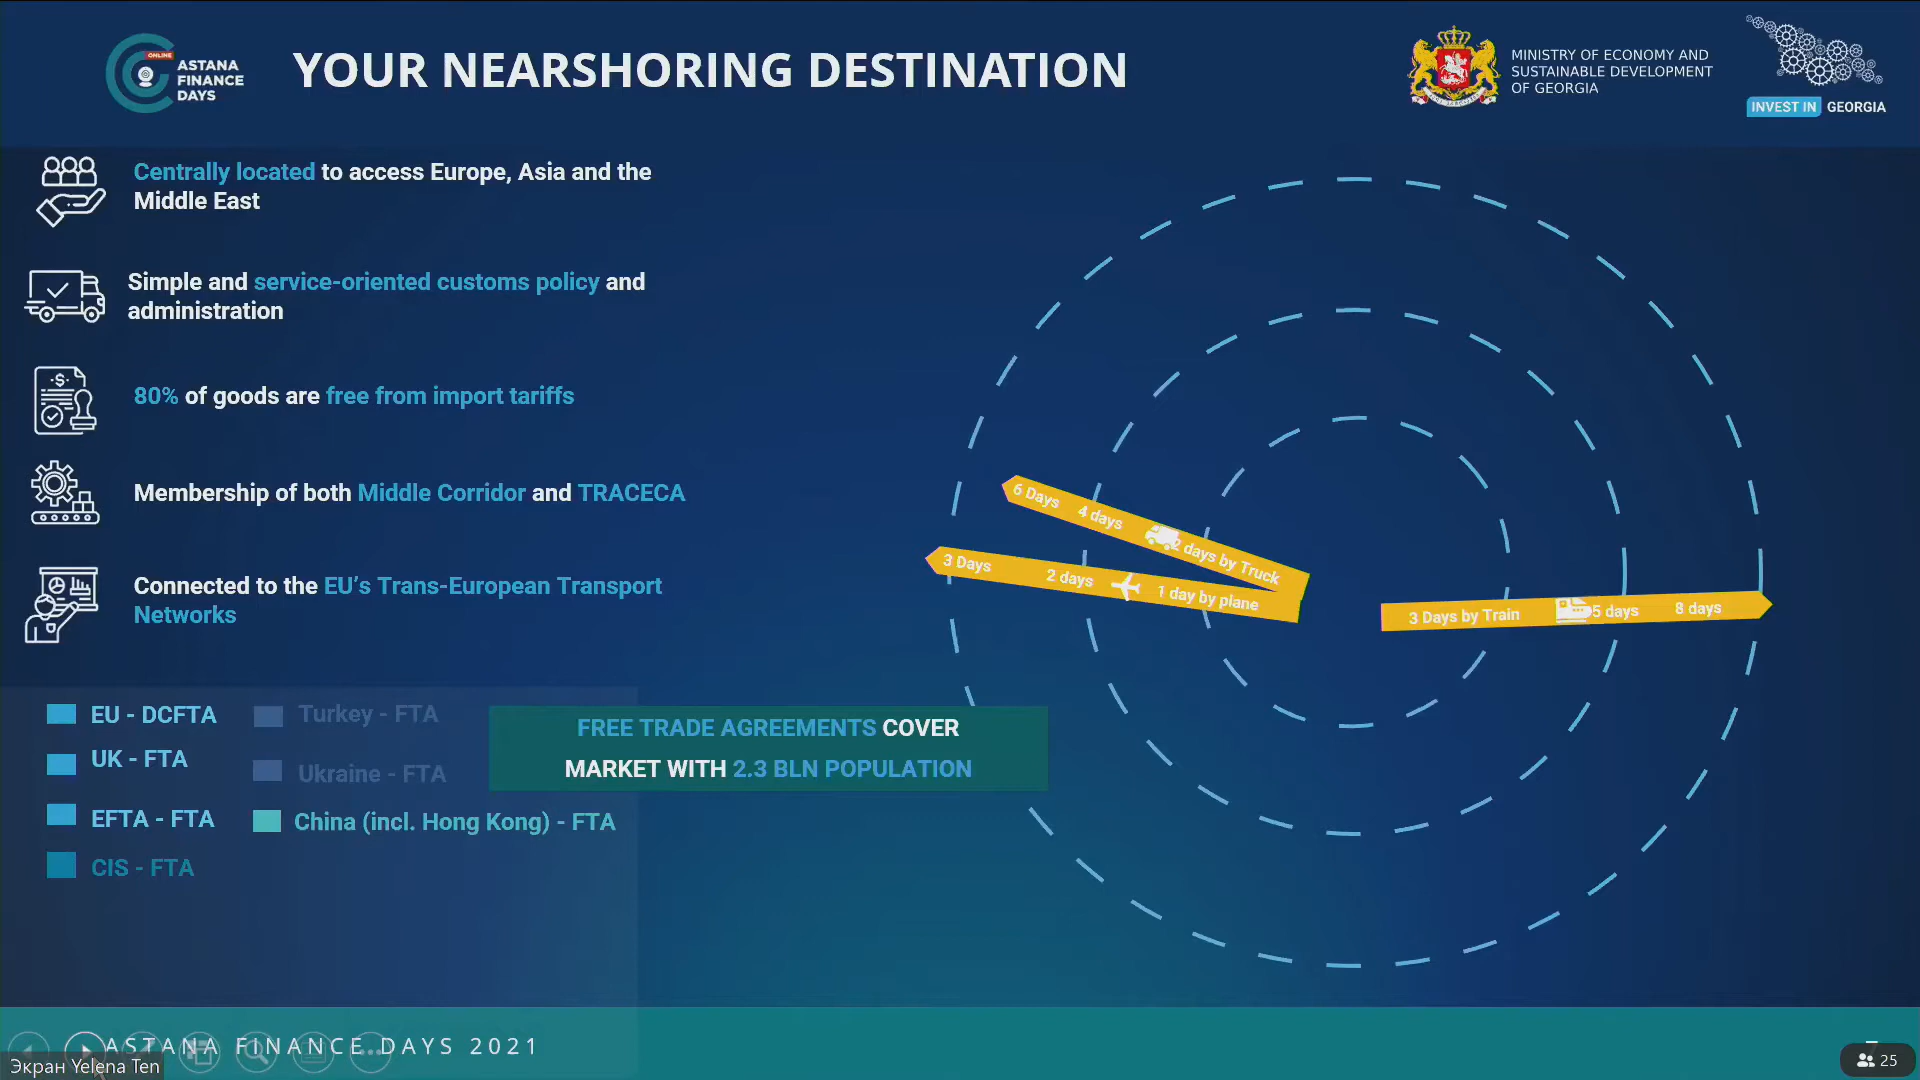 ONLINE
ASTANA
FINANCE
DAYS
YOUR NEARSHORING DESTINATION
MINISTRY OF ECONOMY AND
SUSTAINABLE DEVELOPMENT
OF GEORGIA
INVEST IN GEORGIA
Centrally located to access Europe, Asia and the
Middle East
Simple and service-oriented customs policy and
administration
80% of goods are free from import tariffs
Membership of both Middle Corridor and TRACECA
Connected to the EU's Trans-European Transport
Networks
6 Days 4 days 2 days by Truck
3 Days 2 days 1 day by plane
3 Days by Train 5 days 8 days
EU - DCFTA
UK - FTA
EFTA - FTA
CIS - FTA
Turkey - FTA
Ukraine - FTA
China (incl. Hong Kong) - FTA
FREE TRADE AGREEMENTS COVER
MARKET WITH 2.3 BLN POPULATION
ASTANA FINANCE DAYS 2021
Экран Yelena Ten
25